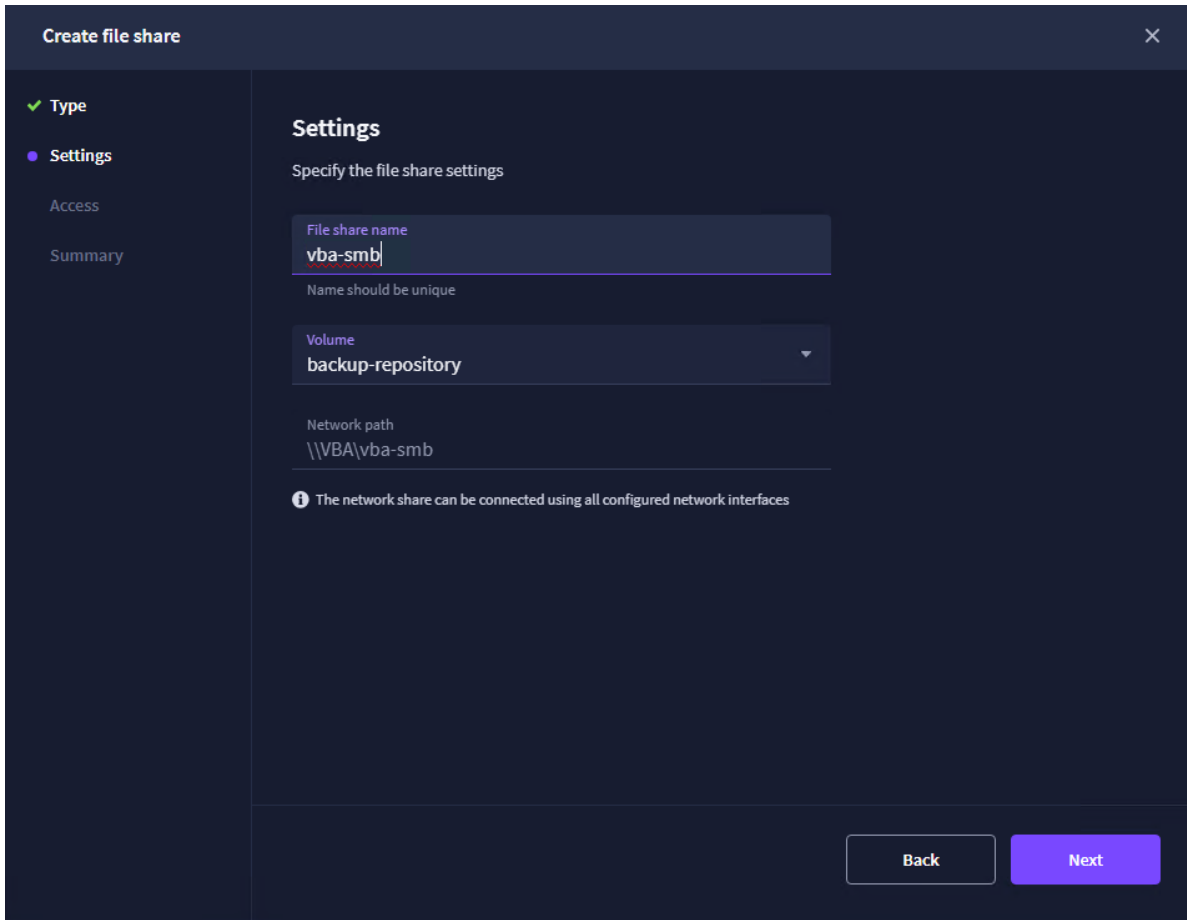 Create file share
Type
Settings
Access
Summary
Settings
Specify the file share settings
File share name
vba-smb
Name should be unique
Volume
backup-repository
Network path
\\VBA\vba-smb
The network share can be connected using all configured network interfaces
Back
Next